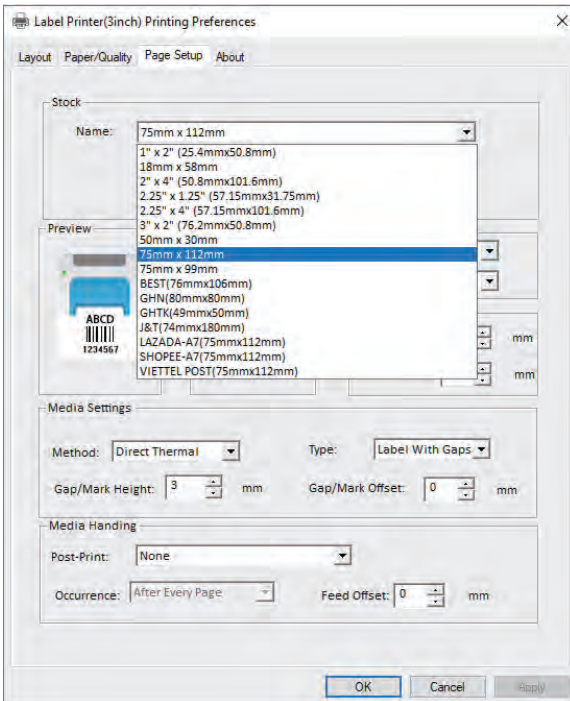 Label Printer(3inch) Printing Preferences
Layout Paper/Quality Page Setup About
Stock
Name: 75mm x 112mm
1" x 2" (25.4mmx50.8mm)
18mm x 58mm
2" x 4" (50.8mmx101.6mm)
2.25" x 1.25" (57.15mmx31.75mm)
2.25" x 4" (57.15mmx101.6mm)
3" x 2" (76.2mmx50.8mm)
50mm x 30mm
75mm x 112mm
75mm x 99mm
BEST(76mmx106mm)
GHN(80mmx80mm)
GHTK(49mmx50mm)
J&T(74mmx180mm)
LAZADA-A7(75mmx112mm)
SHOPEE-A7(75mmx112mm)
VIETTEL POST(75mmx112mm)
Preview
ABCD
1234567
mm
mm
Media Settings
Method: Direct Thermal Type: Label With Gaps
Gap/Mark Height: 3 mm Gap/Mark Offset: 0 mm
Media Handing
Post-Print: None
Occurrence: After Every Page Feed Offset: 0 mm
OK Cancel Apply